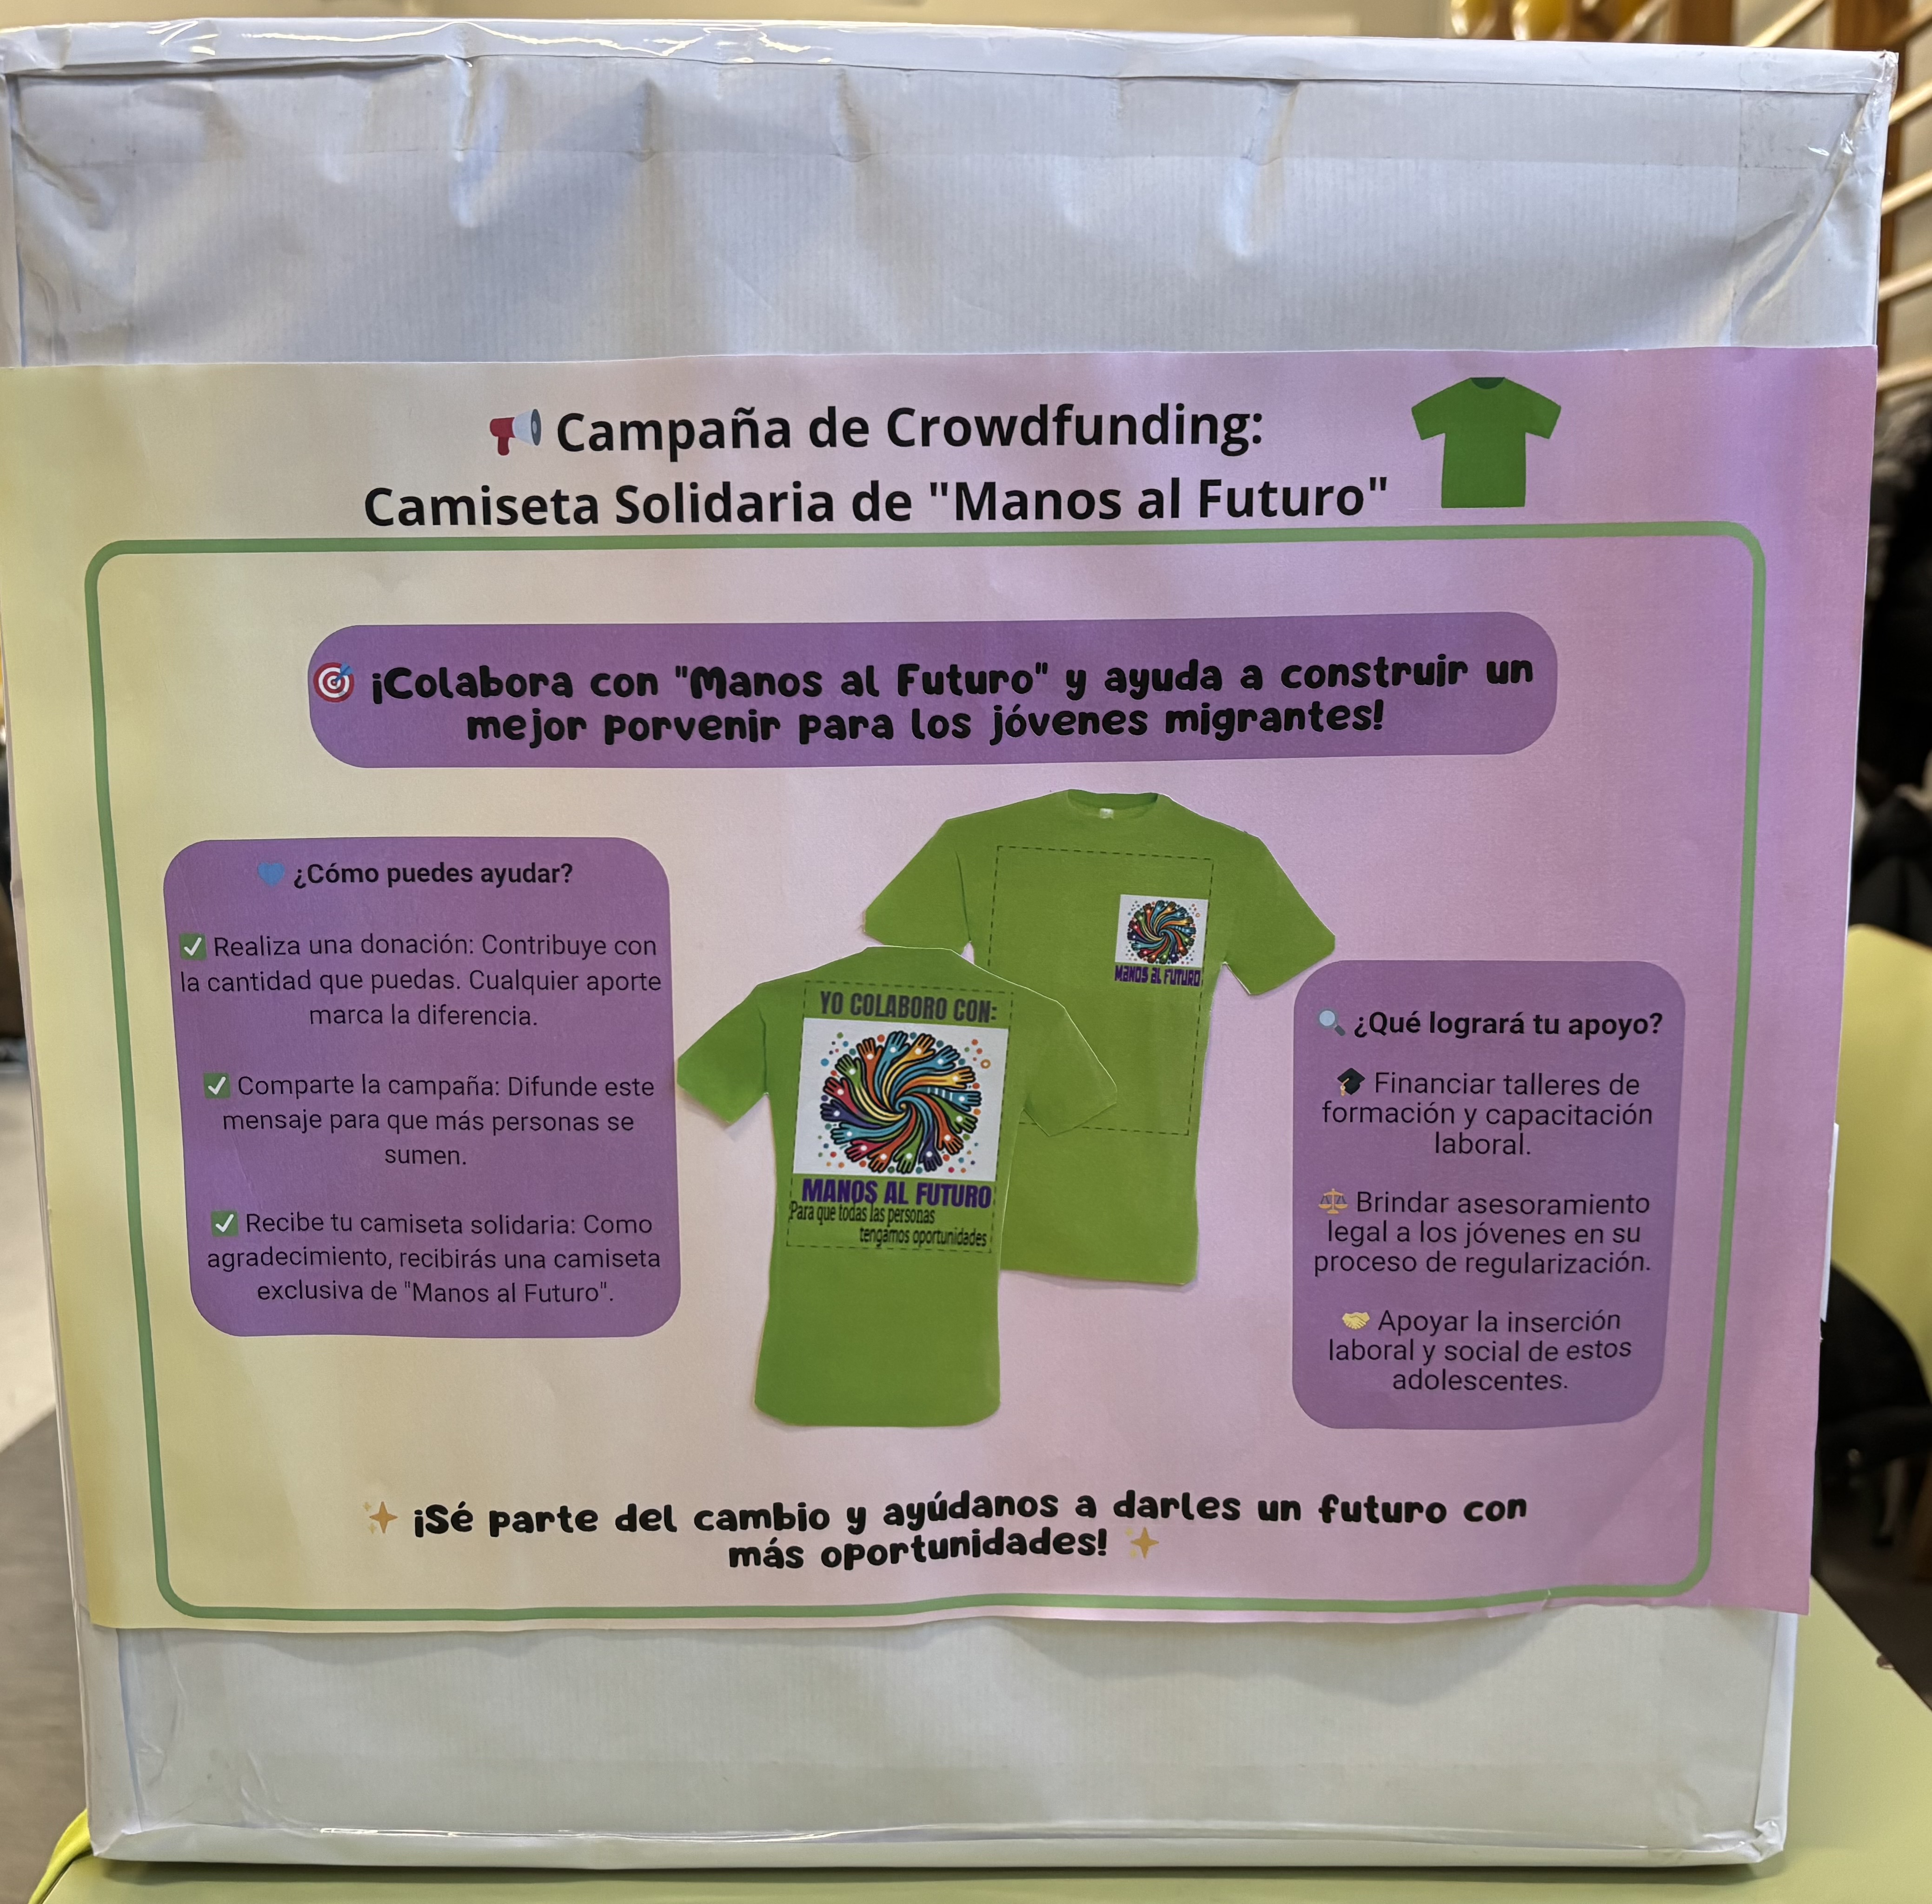 📢 Campaña de Crowdfunding:
Camiseta Solidaria de "Manos al Futuro"
🎯 ¡Colabora con "Manos al Futuro" y ayuda a construir un
mejor porvenir para los jóvenes migrantes!
💙 ¿Cómo puedes ayudar?
✅ Realiza una donación: Contribuye con
la cantidad que puedas. Cualquier aporte
marca la diferencia.
✅ Comparte la campaña: Difunde este
mensaje para que más personas se
sumen.
✅ Recibe tu camiseta solidaria: Como
agradecimiento, recibirás una camiseta
exclusiva de "Manos al Futuro".
MANOS AL FUTURO
YO COLABORO CON:
MANOS AL FUTURO
Para que todas las personas
tengamos oportunidades
🔍 ¿Qué logrará tu apoyo?
🎓 Financiar talleres de
formación y capacitación
laboral.
⚖️ Brindar asesoramiento
legal a los jóvenes en su
proceso de regularización.
🤝 Apoyar la inserción
laboral y social de estos
adolescentes.
✨ ¡Sé parte del cambio y ayúdanos a darles un futuro con
más oportunidades! ✨